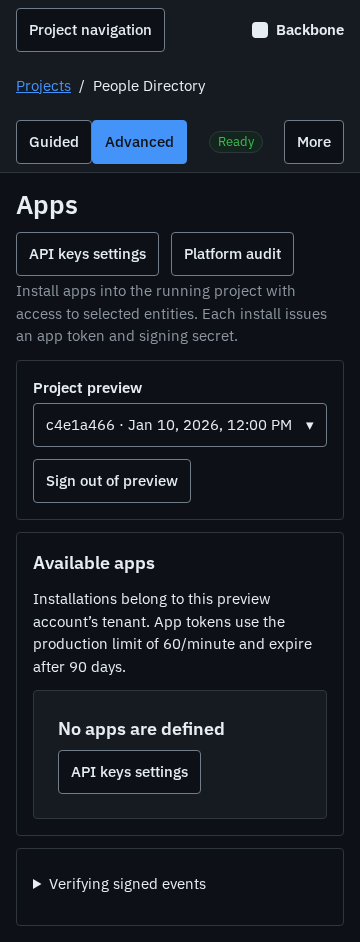 Project navigation
Backbone
Projects / People Directory
Guided
Advanced
Ready
More
Apps
API keys settings
Platform audit
Install apps into the running project with
access to selected entities. Each install issues
an app token and signing secret.
Project preview
c4e1a466 · Jan 10, 2026, 12:00 PM ▾
Sign out of preview
Available apps
Installations belong to this preview
account’s tenant. App tokens use the
production limit of 60/minute and expire
after 90 days.
No apps are defined
API keys settings
▶ Verifying signed events